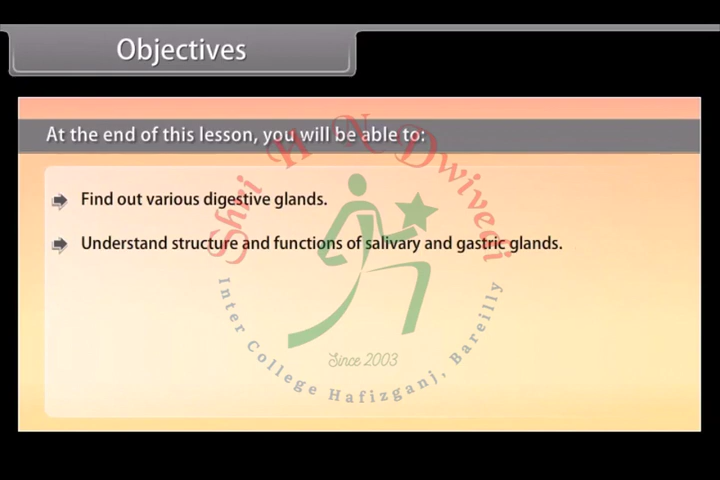 Objectives
At the end of this lesson, you will be able to:
Find out various digestive glands.
Understand structure and functions of salivary and gastric glands.
Shri H N Dwivedi
Since 2003
Inter College Hafizganj, Bareilly